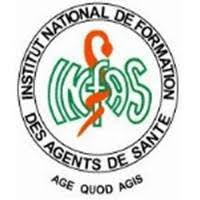 INSTITUT NATIONAL DE FORMATION
INFAS
DES AGENTS DE SANTE
AGE QUOD AGIS